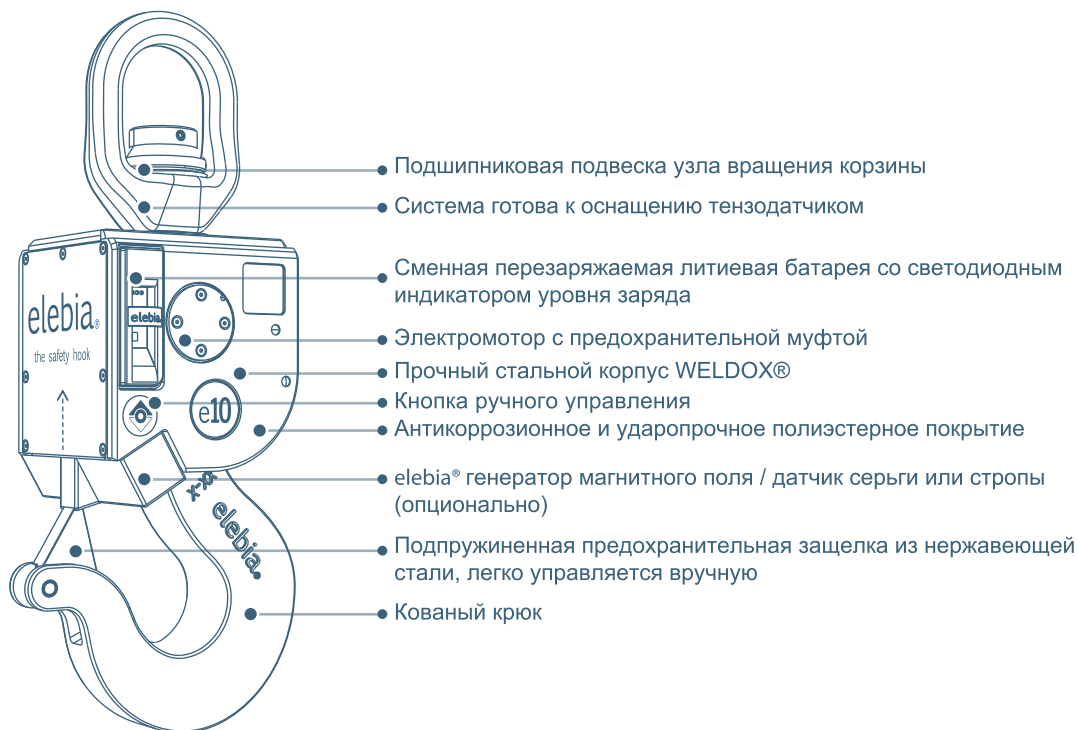 Подшипниковая подвеска узла вращения корзины
Система готова к оснащению тензодатчиком
Сменная перезаряжаемая литиевая батарея со светодиодным
индикатором уровня заряда
elebia®
the safety hook
elebia
Электромотор с предохранительной муфтой
Прочный стальной корпус WELDOX®
Кнопка ручного управления
e10
Антикоррозионное и ударопрочное полиэстерное покрытие
elebia® генератор магнитного поля / датчик серьги или стропы
(опционально)
x-xx
elebia
Подпружиненная предохранительная защелка из нержавеющей
стали, легко управляется вручную
Кованый крюк